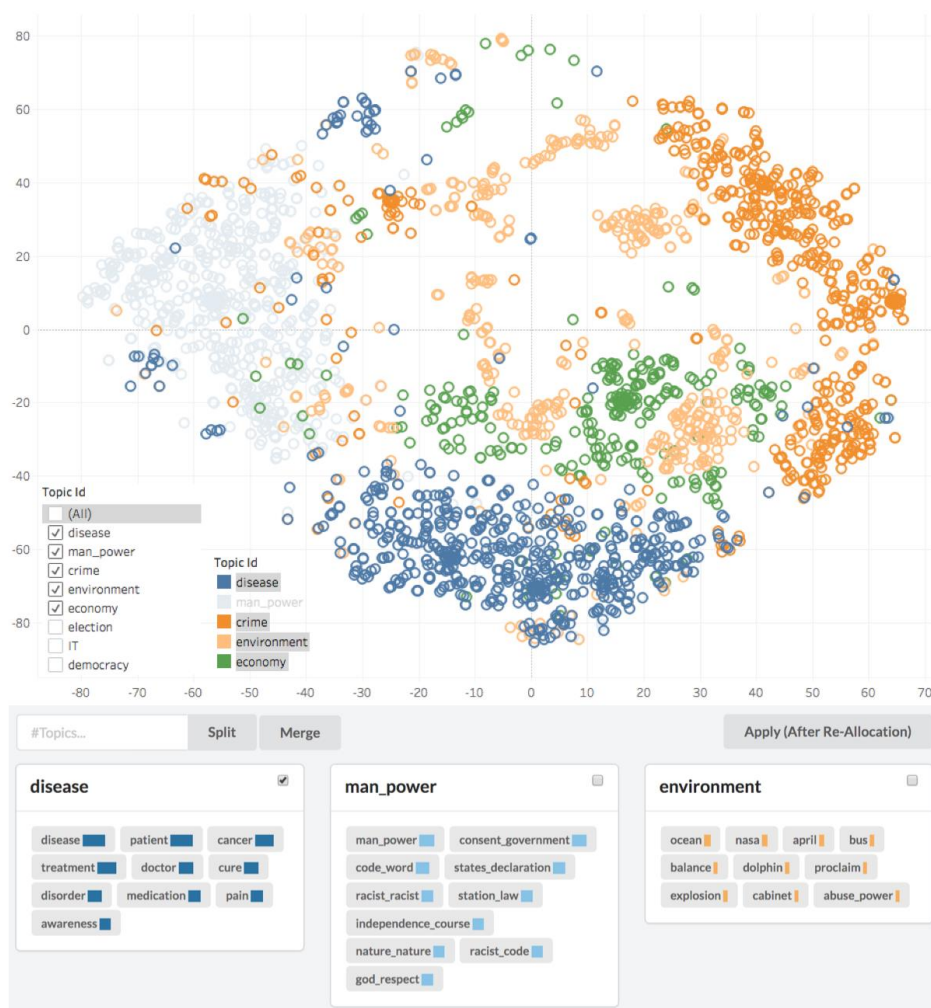 80
60
40
20
0
-20
-40
-60
-80
Topic Id
(All)
disease
man_power
crime
environment
economy
election
IT
democracy
Topic Id
disease
man_power
crime
environment
economy
-80 -70 -60 -50 -40 -30 -20 -10 0 10 20 30 40 50 60 70
#Topics... Split Merge Apply (After Re-Allocation)
disease
disease patient cancer
treatment doctor cure
disorder medication pain
awareness
man_power
man_power consent_government
code_word states_declaration
racist_racist station_law
independence_course
nature_nature racist_code
god_respect
environment
ocean nasa april bus
balance dolphin proclaim
explosion cabinet abuse_power